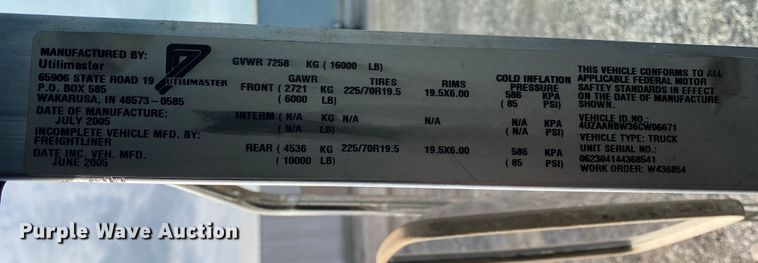 MANUFACTURED BY:
Utilimaster
65906 STATE ROAD 19
P.O. BOX 585
WAKARUSA, IN 46573-0585
DATE OF MANUFACTURE:
JULY 2005
INCOMPLETE VEHICLE MFD. BY:
FREIGHTLINER
DATE INC. VEH. MFD.
JUNE 2005
UTILIMASTER
GVWR 7258 KG ( 16000 LB)
GAWR TIRES RIMS COLD INFLATION PRESSURE
FRONT ( 2721 KG 225/70R19.5 19.5X6.00 586 KPA
(6000 LB) ( 85 PSI)
INTERM ( N/A KG N/A N/A N/A KPA
( N/A LB) ( N/A PSI)
REAR ( 4536 KG 225/70R19.5 19.5X6.00 586 KPA
(10000 LB) ( 85 PSI)
THIS VEHICLE CONFORMS TO ALL
APPLICABLE FEDERAL MOTOR
SAFTEY STANDARDS IN EFFECT
ON THE DATE OF MANUFACTURE
SHOWN.
VEHICLE ID NO.:
4UZAANBW36CW06671
VEHICLE TYPE: TRUCK
UNIT SERIAL NO.:
062304144368541
WORK ORDER: W436854
Purple Wave Auction